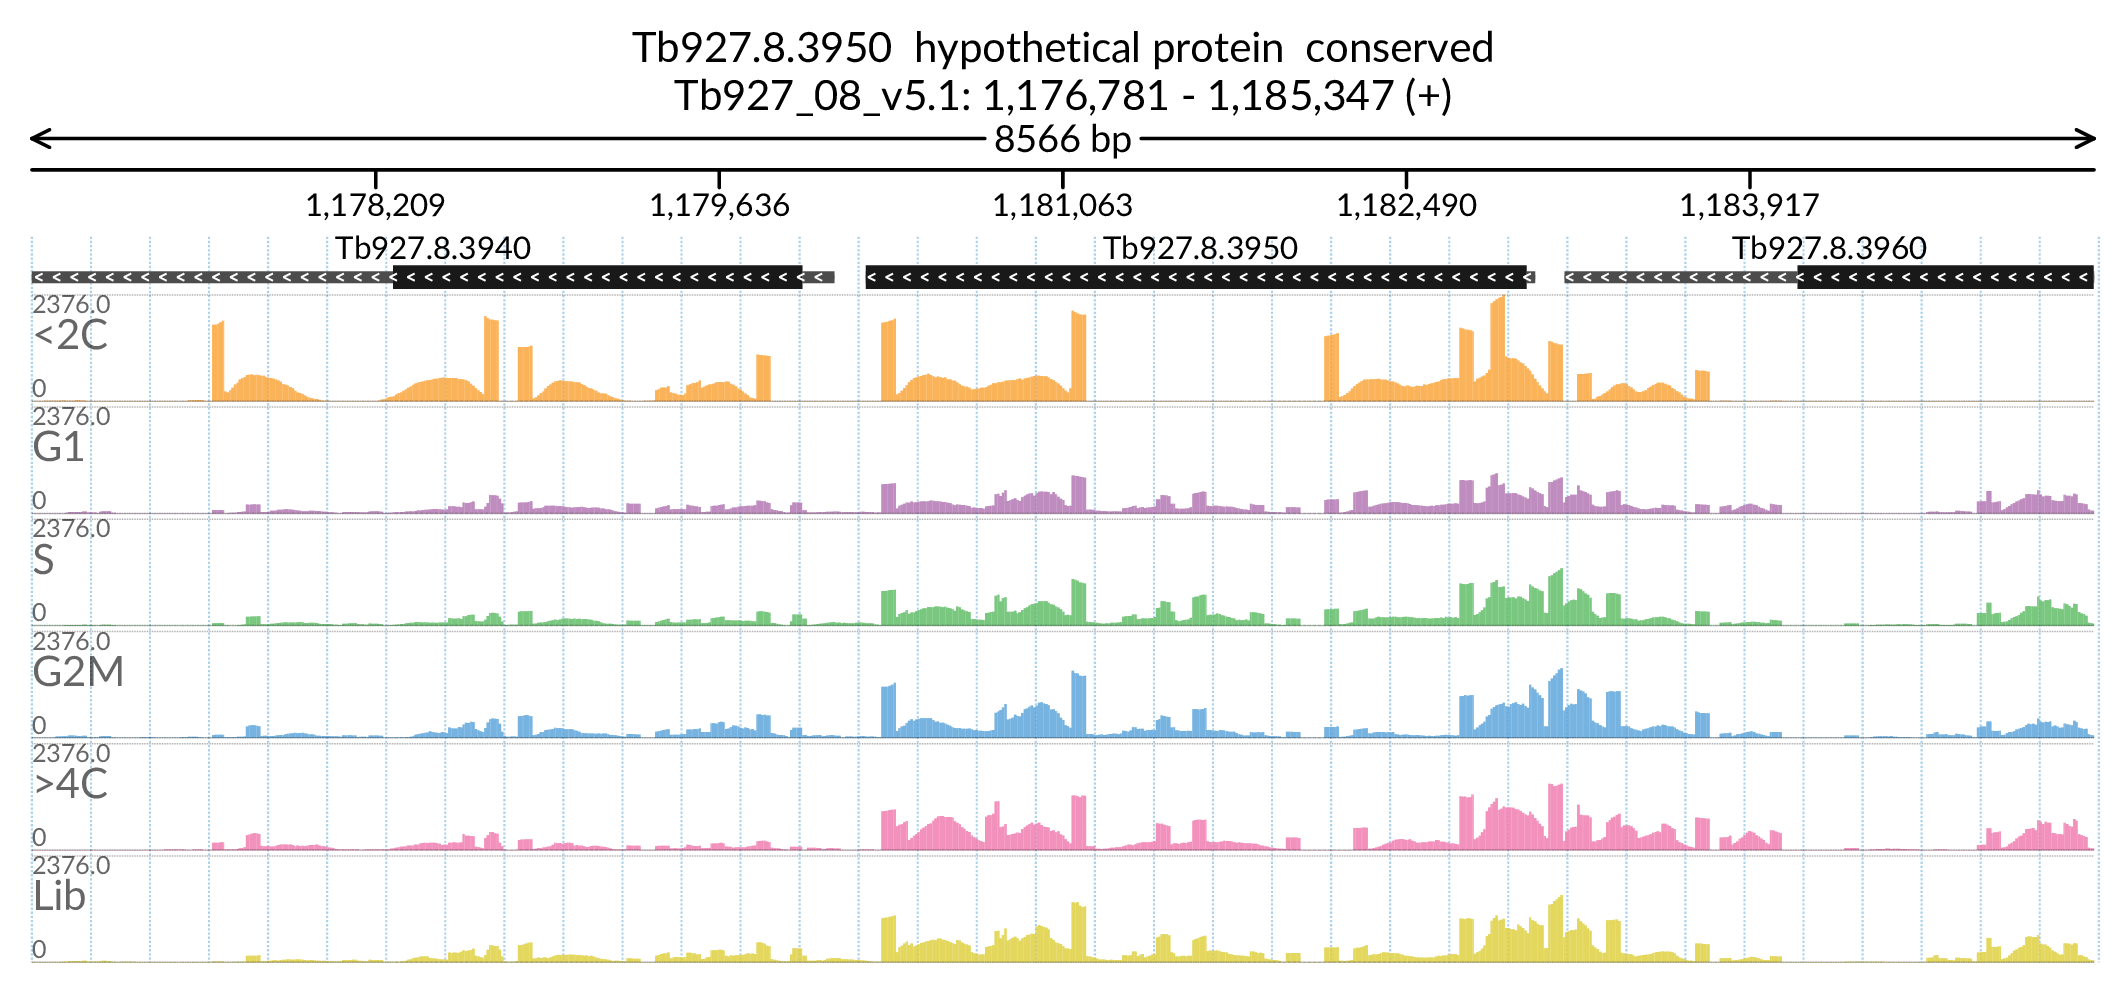 Tb927.8.3950 hypothetical protein conserved
Tb927_08_v5.1: 1,176,781 - 1,185,347 (+)
8566 bp
1,178,209 1,179,636 1,181,063 1,182,490 1,183,917
Tb927.8.3940 Tb927.8.3950 Tb927.8.3960
2376.0
<2C
0
2376.0
G1
0
2376.0
S
0
2376.0
G2M
0
2376.0
>4C
0
2376.0
Lib
0